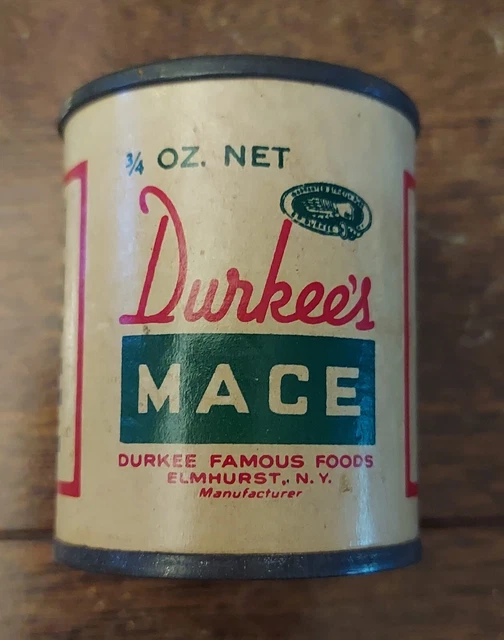 ¾ OZ. NET
Durkee's
MACE
DURKEE FAMOUS FOODS
ELMHURST, N.Y.
Manufacturer